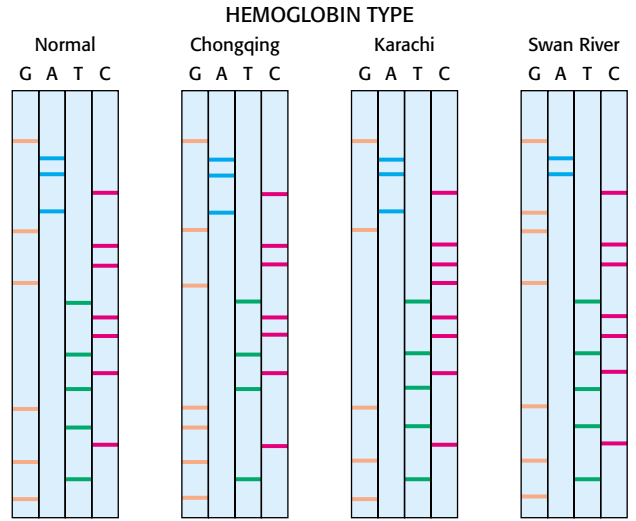 HEMOGLOBIN TYPE
Normal Chongqing Karachi Swan River
G A T C G A T C G A T C G A T C